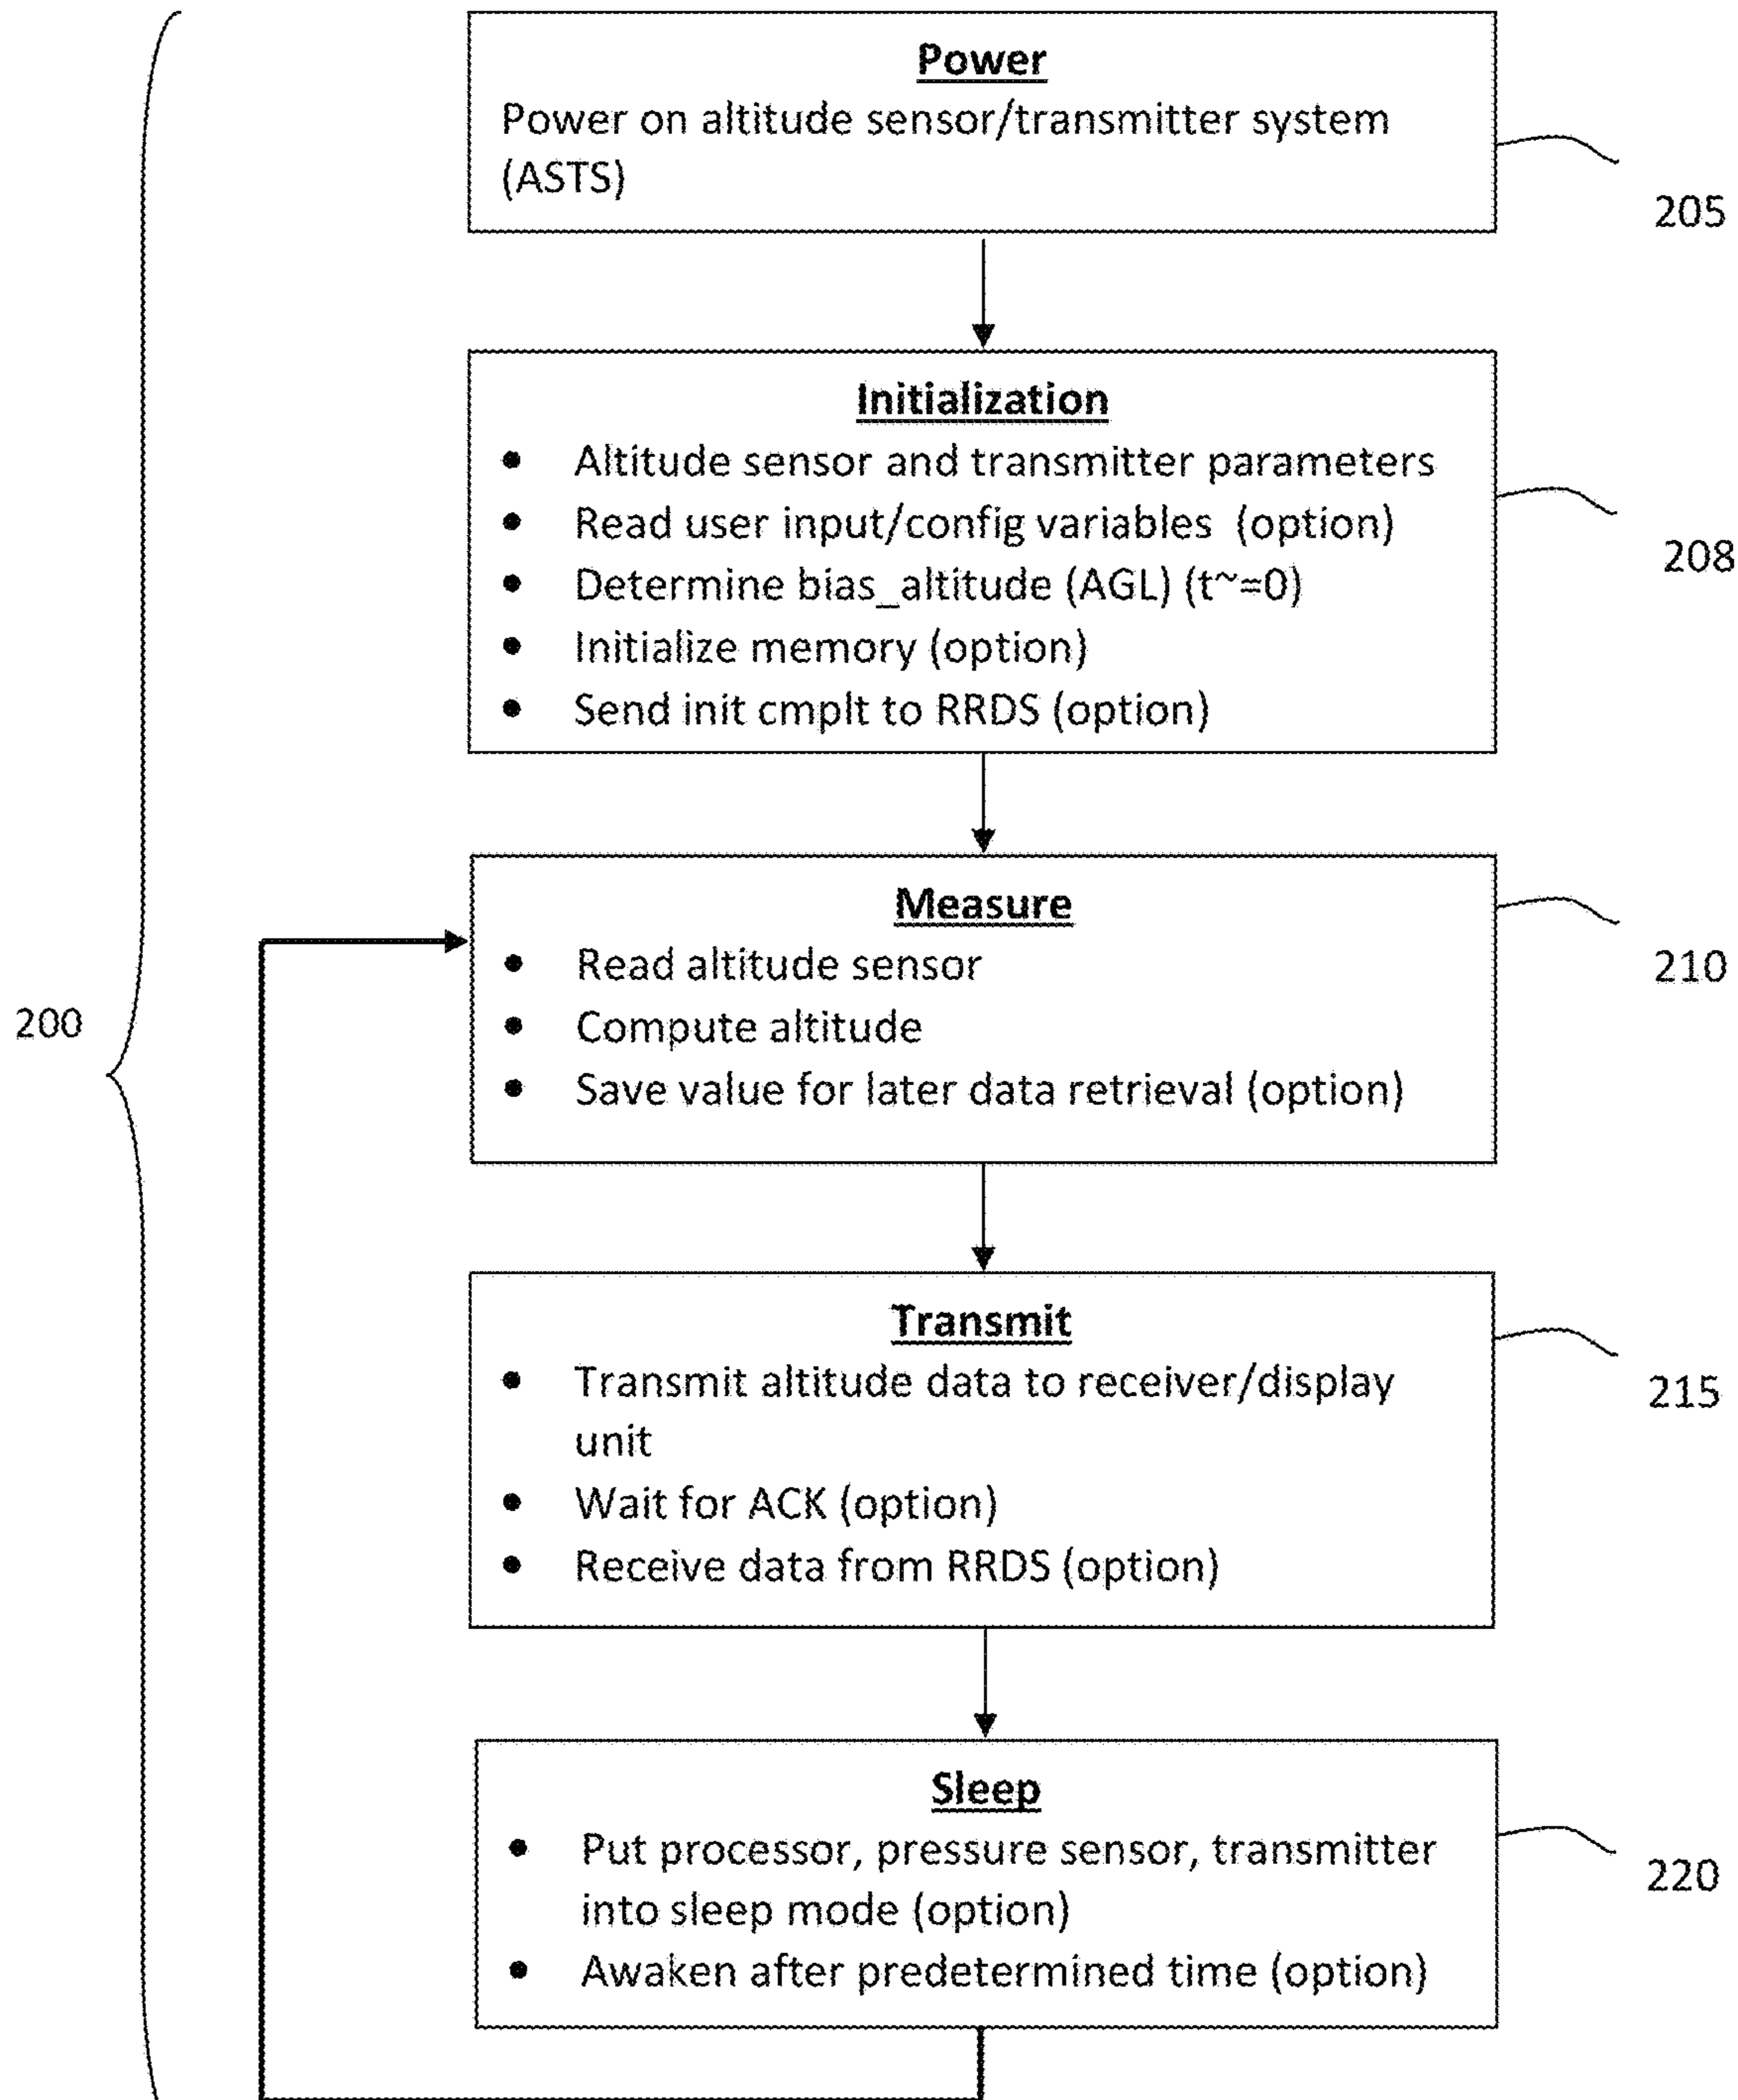 Power
Power on altitude sensor/transmitter system
(ASTS)
205
Initialization
• Altitude sensor and transmitter parameters
• Read user input/config variables (option)
• Determine bias_altitude (AGL) (t~=0)
• Initialize memory (option)
• Send init cmplt to RRDS (option)
208
Measure
• Read altitude sensor
• Compute altitude
• Save value for later data retrieval (option)
210
200
Transmit
• Transmit altitude data to receiver/display
unit
• Wait for ACK (option)
• Receive data from RRDS (option)
215
Sleep
• Put processor, pressure sensor, transmitter
into sleep mode (option)
• Awaken after predetermined time (option)
220